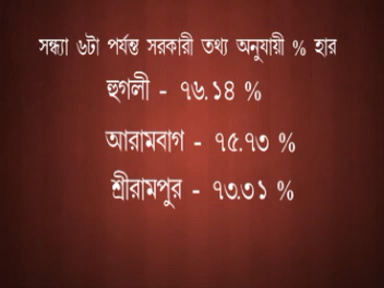 সন্ধ্যা ৬টা পর্যন্ত সরকারী তথ্য অনুযায়ী % হার
হুগলী - ৭৬.১৪ %
আরামবাগ - ৭৫.৭৩ %
শ্রীরামপুর - ৭৩.৩১ %